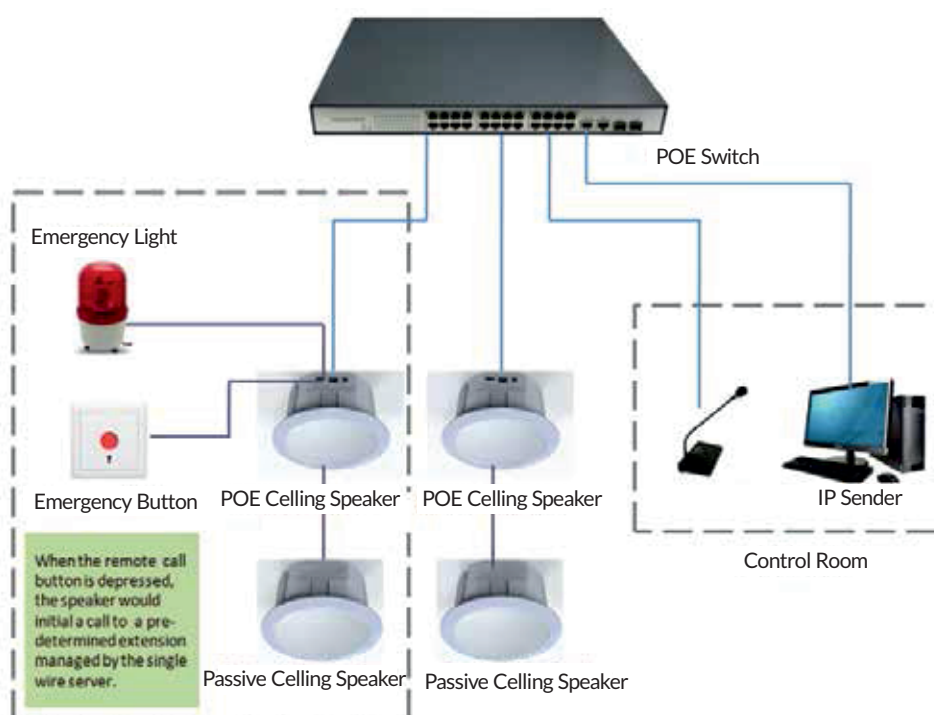 POE Switch
Emergency Light
Emergency Button
POE Celling Speaker
POE Celling Speaker
IP Sender
Control Room
When the remote call
button is depressed,
the speaker would
initial a call to a pre-
determined extension
managed by the single
wire server.
Passive Celling Speaker
Passive Celling Speaker